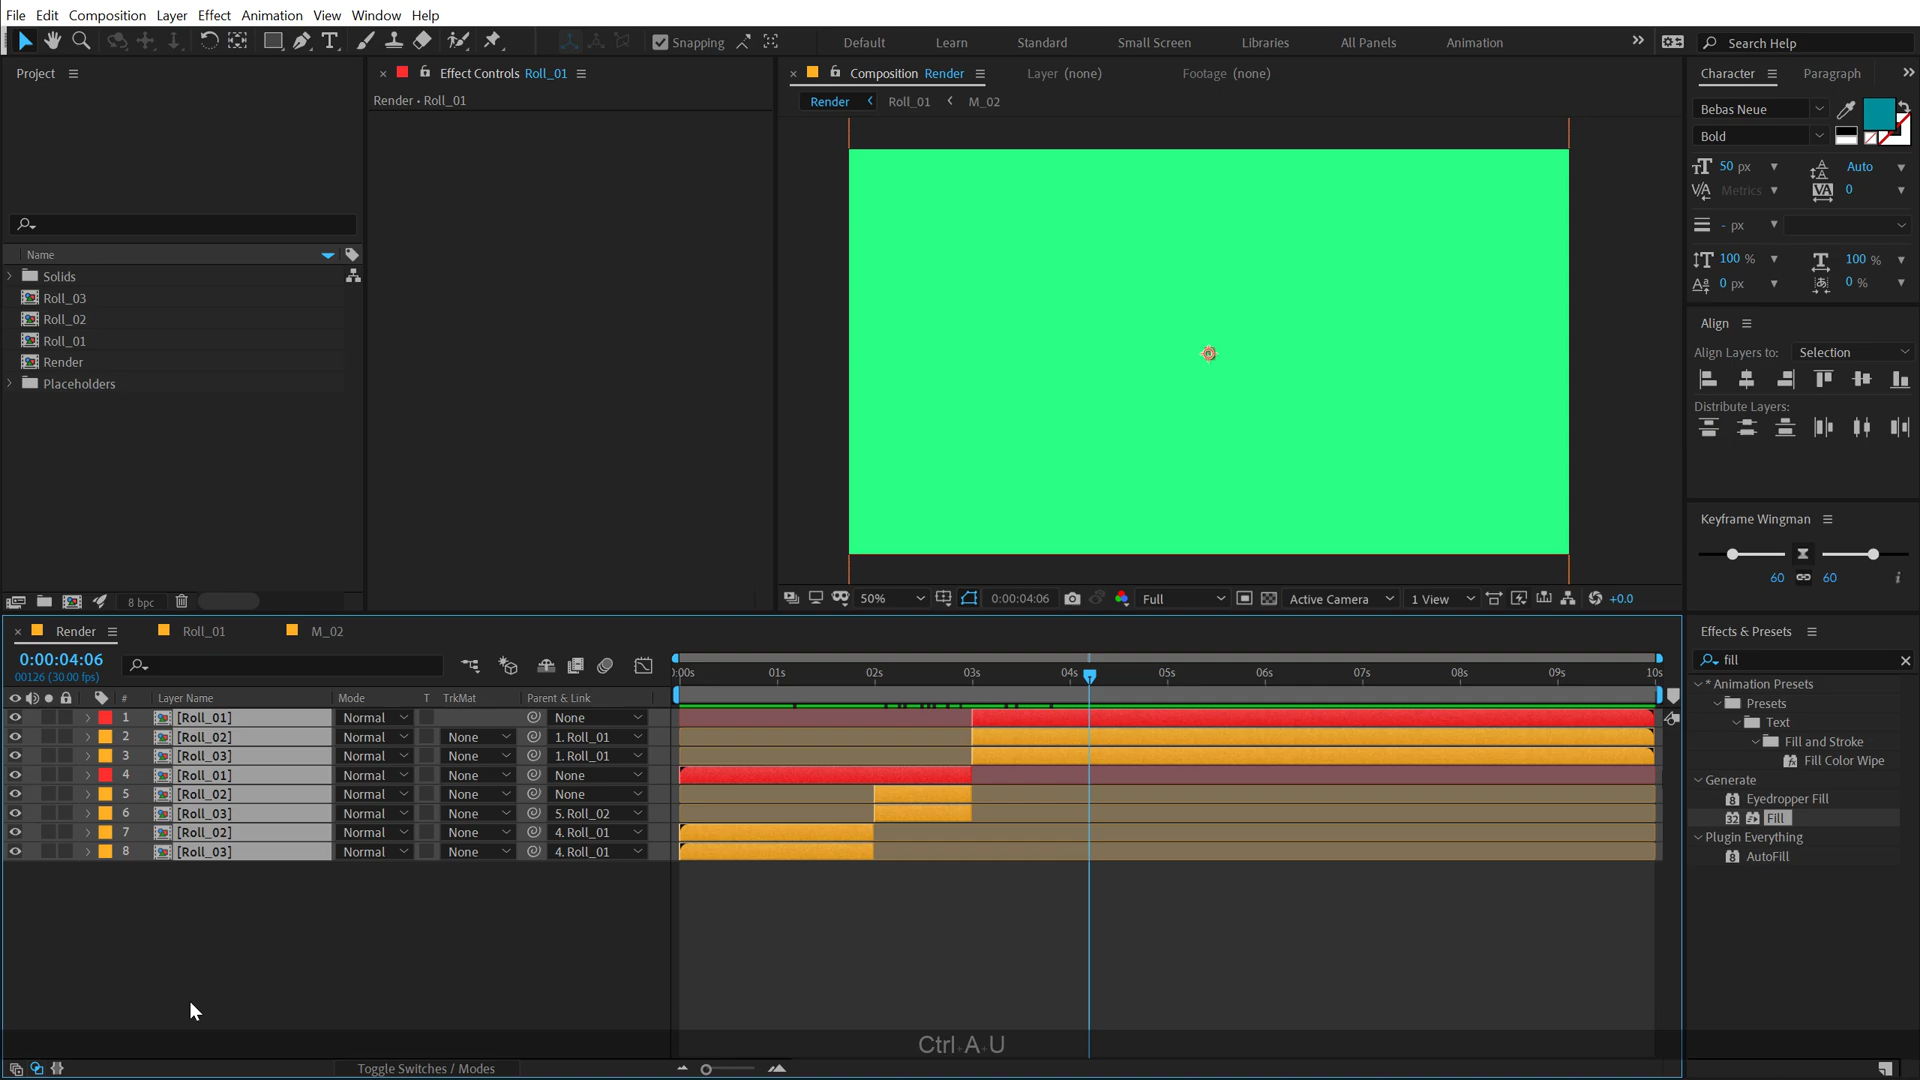 File Edit Composition Layer Effect Animation View Window Help
Snapping Default Learn Standard Small Screen Libraries All Panels Animation Search Help
Project
Effect Controls Roll_01
Composition Render Layer (none) Footage (none)
Character Paragraph
Render • Roll_01
Render Roll_01 M_02
Bebas Neue
Bold
50 px Auto
Metrics 0
- px
100 % 100 %
0 px 0 %
Name
Solids
Roll_03
Roll_02
Roll_01
Render
Placeholders
Align
Align Layers to: Selection
Distribute Layers:
Keyframe Wingman
60 60
8 bpc
50% 0:00:04:06 Full Active Camera 1 View +0.0
Render Roll_01 M_02
Effects & Presets
fill
0:00:04:06
00126 (30.00 fps)
:00s 01s 02s 03s 04s 05s 06s 07s 08s 09s 10s
# Layer Name Mode T TrkMat Parent & Link
1 [Roll_01] Normal None
2 [Roll_02] Normal None 1. Roll_01
3 [Roll_03] Normal None 1. Roll_01
4 [Roll_01] Normal None None
5 [Roll_02] Normal None None
6 [Roll_03] Normal None 5. Roll_02
7 [Roll_02] Normal None 4. Roll_01
8 [Roll_03] Normal None 4. Roll_01
* Animation Presets
Presets
Text
Fill and Stroke
Fill Color Wipe
Generate
Eyedropper Fill
Fill
Plugin Everything
AutoFill
Ctrl+A+U
Toggle Switches / Modes